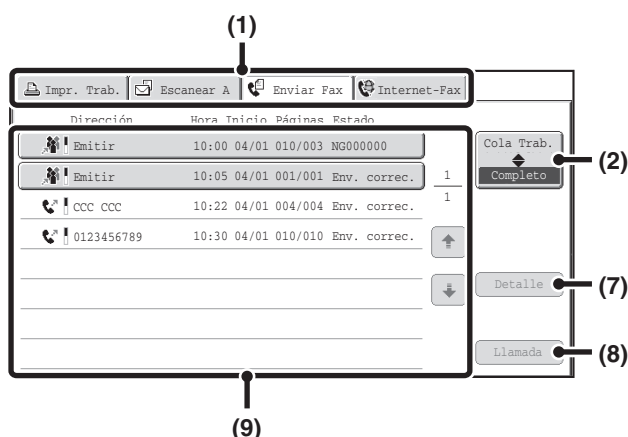 (1)
Impr. Trab. Escanear A Enviar Fax Internet-Fax
Dirección Hora Inicio Páginas Estado
Emitir 10:00 04/01 010/003 NG000000
Emitir 10:05 04/01 001/001 Env. correc.
CCC CCC 10:22 04/01 004/004 Env. correc.
0123456789 10:30 04/01 010/010 Env. correc.
1
1
Cola Trab.
Completo
(2)
Detalle
(7)
Llamada
(8)
(9)